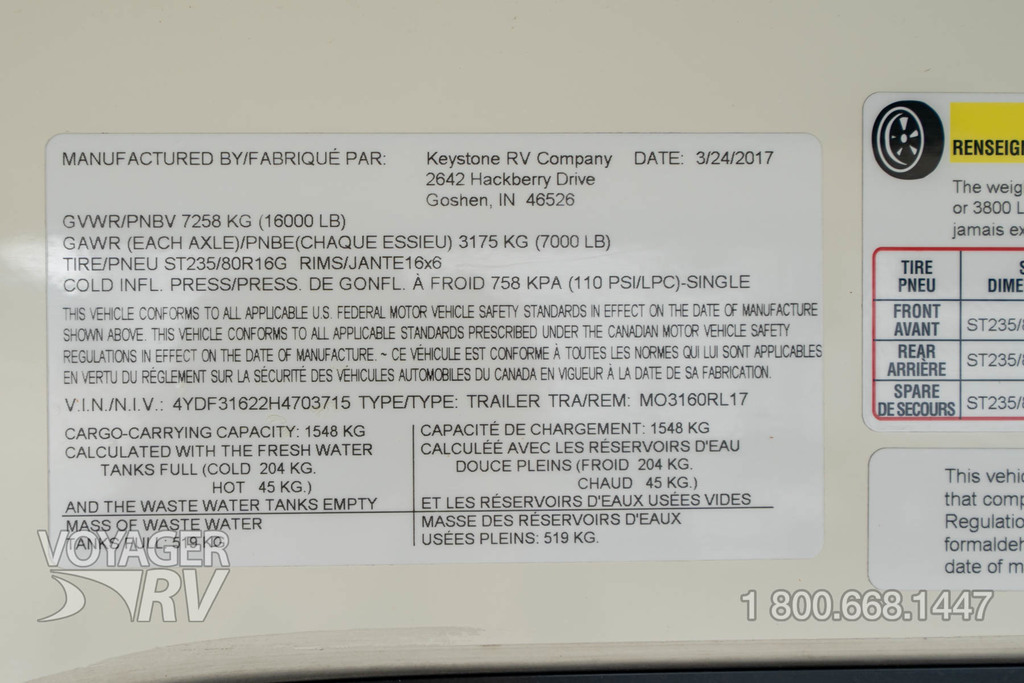 MANUFACTURED BY/FABRIQUÉ PAR: Keystone RV Company DATE: 3/24/2017
2642 Hackberry Drive
Goshen, IN 46526
GVWR/PNBV 7258 KG (16000 LB)
GAWR (EACH AXLE)/PNBE(CHAQUE ESSIEU) 3175 KG (7000 LB)
TIRE/PNEU ST235/80R16G RIMS/JANTE16x6
COLD INFL. PRESS/PRESS. DE GONFL. À FROID 758 KPA (110 PSI/LPC)-SINGLE
THIS VEHICLE CONFORMS TO ALL APPLICABLE U.S. FEDERAL MOTOR VEHICLE SAFETY STANDARDS IN EFFECT ON THE DATE OF MANUFACTURE
SHOWN ABOVE. THIS VEHICLE CONFORMS TO ALL APPLICABLE STANDARDS PRESCRIBED UNDER THE CANADIAN MOTOR VEHICLE SAFETY
REGULATIONS IN EFFECT ON THE DATE OF MANUFACTURE. ~ CE VÉHICULE EST CONFORME À TOUTES LES NORMES QUI LUI SONT APPLICABLES
EN VERTU DU RÉGLEMENT SUR LA SÉCURITÉ DES VÉHICULES AUTOMOBILES DU CANADA EN VIGUEUR À LA DATE DE SA FABRICATION.
V.I.N./N.I.V.: 4YDF31622H4703715 TYPE/TYPE: TRAILER TRA/REM: MO3160RL17
CARGO-CARRYING CAPACITY: 1548 KG
CALCULATED WITH THE FRESH WATER
TANKS FULL (COLD 204 KG.
HOT 45 KG.)
AND THE WASTE WATER TANKS EMPTY
MASS OF WASTE WATER
TANKS FULL: 519 KG
CAPACITÉ DE CHARGEMENT: 1548 KG
CALCULÉE AVEC LES RÉSERVOIRS D'EAU
DOUCE PLEINS (FROID 204 KG.
CHAUD 45 KG.)
ET LES RÉSERVOIRS D'EAUX USÉES VIDES
MASSE DES RÉSERVOIRS D'EAUX
USÉES PLEINS: 519 KG.
RENSEIG
The weig
or 3800 L
jamais ex
TIRE S
PNEU DIME
FRONT
AVANT ST235/
REAR
ARRIÈRE ST235/
SPARE
DE SECOURS ST235/
This vehic
that comp
Regulatio
formaldeh
date of m
VOYAGER
RV
1 800.668.1447